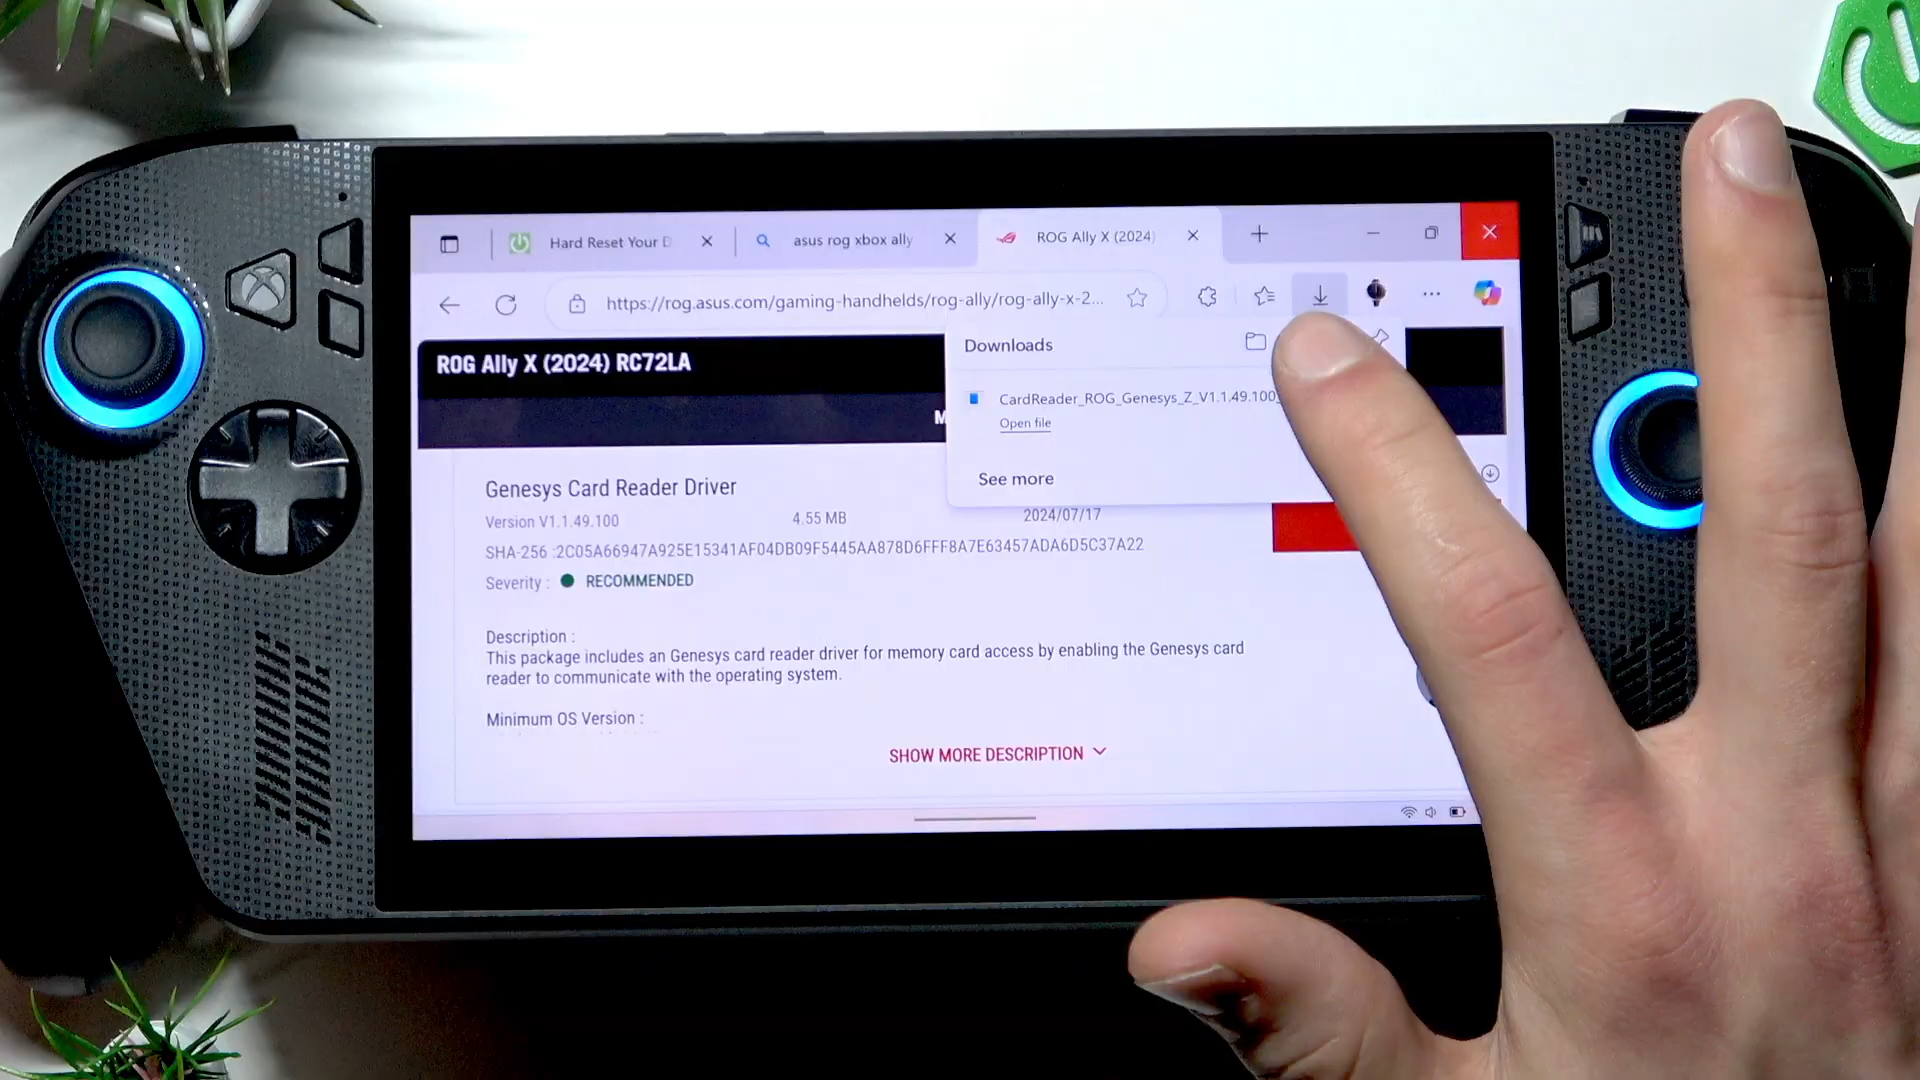 Hard Reset Your D
asus rog xbox ally
ROG Ally X (2024)
https://rog.asus.com/gaming-handhelds/rog-ally/rog-ally-x-2...
ROG Ally X (2024) RC72LA
M
Downloads
CardReader_ROG_Genesys_Z_V1.1.49.100_
Open file
See more
Genesys Card Reader Driver
Version V1.1.49.100
4.55 MB
2024/07/17
SHA-256 :2C05A66947A925E15341AF04DB09F5445AA878D6FFF8A7E63457ADA6D5C37A22
Severity : RECOMMENDED
Description :
This package includes an Genesys card reader driver for memory card access by enabling the Genesys card
reader to communicate with the operating system.
Minimum OS Version :
SHOW MORE DESCRIPTION